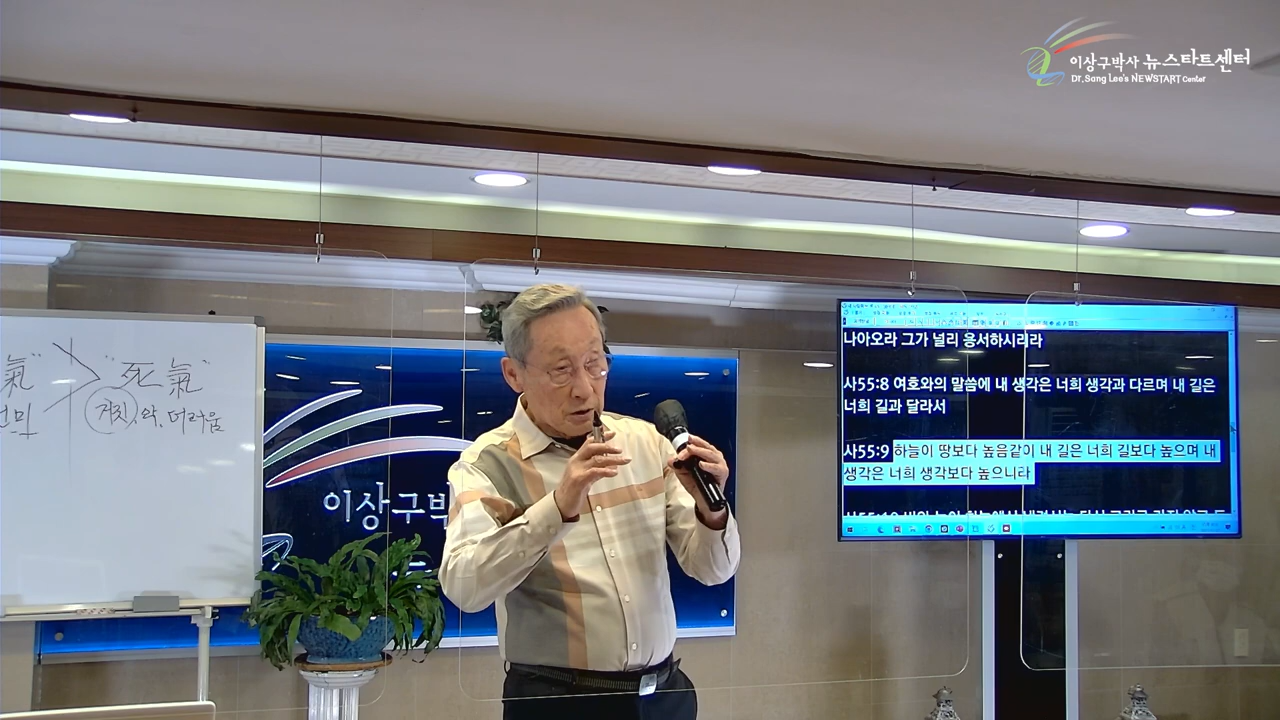 이상구박사 뉴스타트센터
Dr. Sang Lee's NEWSTART Center
氣" > "死氣"
거짓, 악, 더러움
이상구박
나아오라 그가 널리 용서하시리라
사55:8 여호와의 말씀에 내 생각은 너희 생각과 다르며 내 길은
너희 길과 달라서
사55:9 하늘이 땅보다 높음같이 내 길은 너희 길보다 높으며 내
생각은 너희 생각보다 높으니라